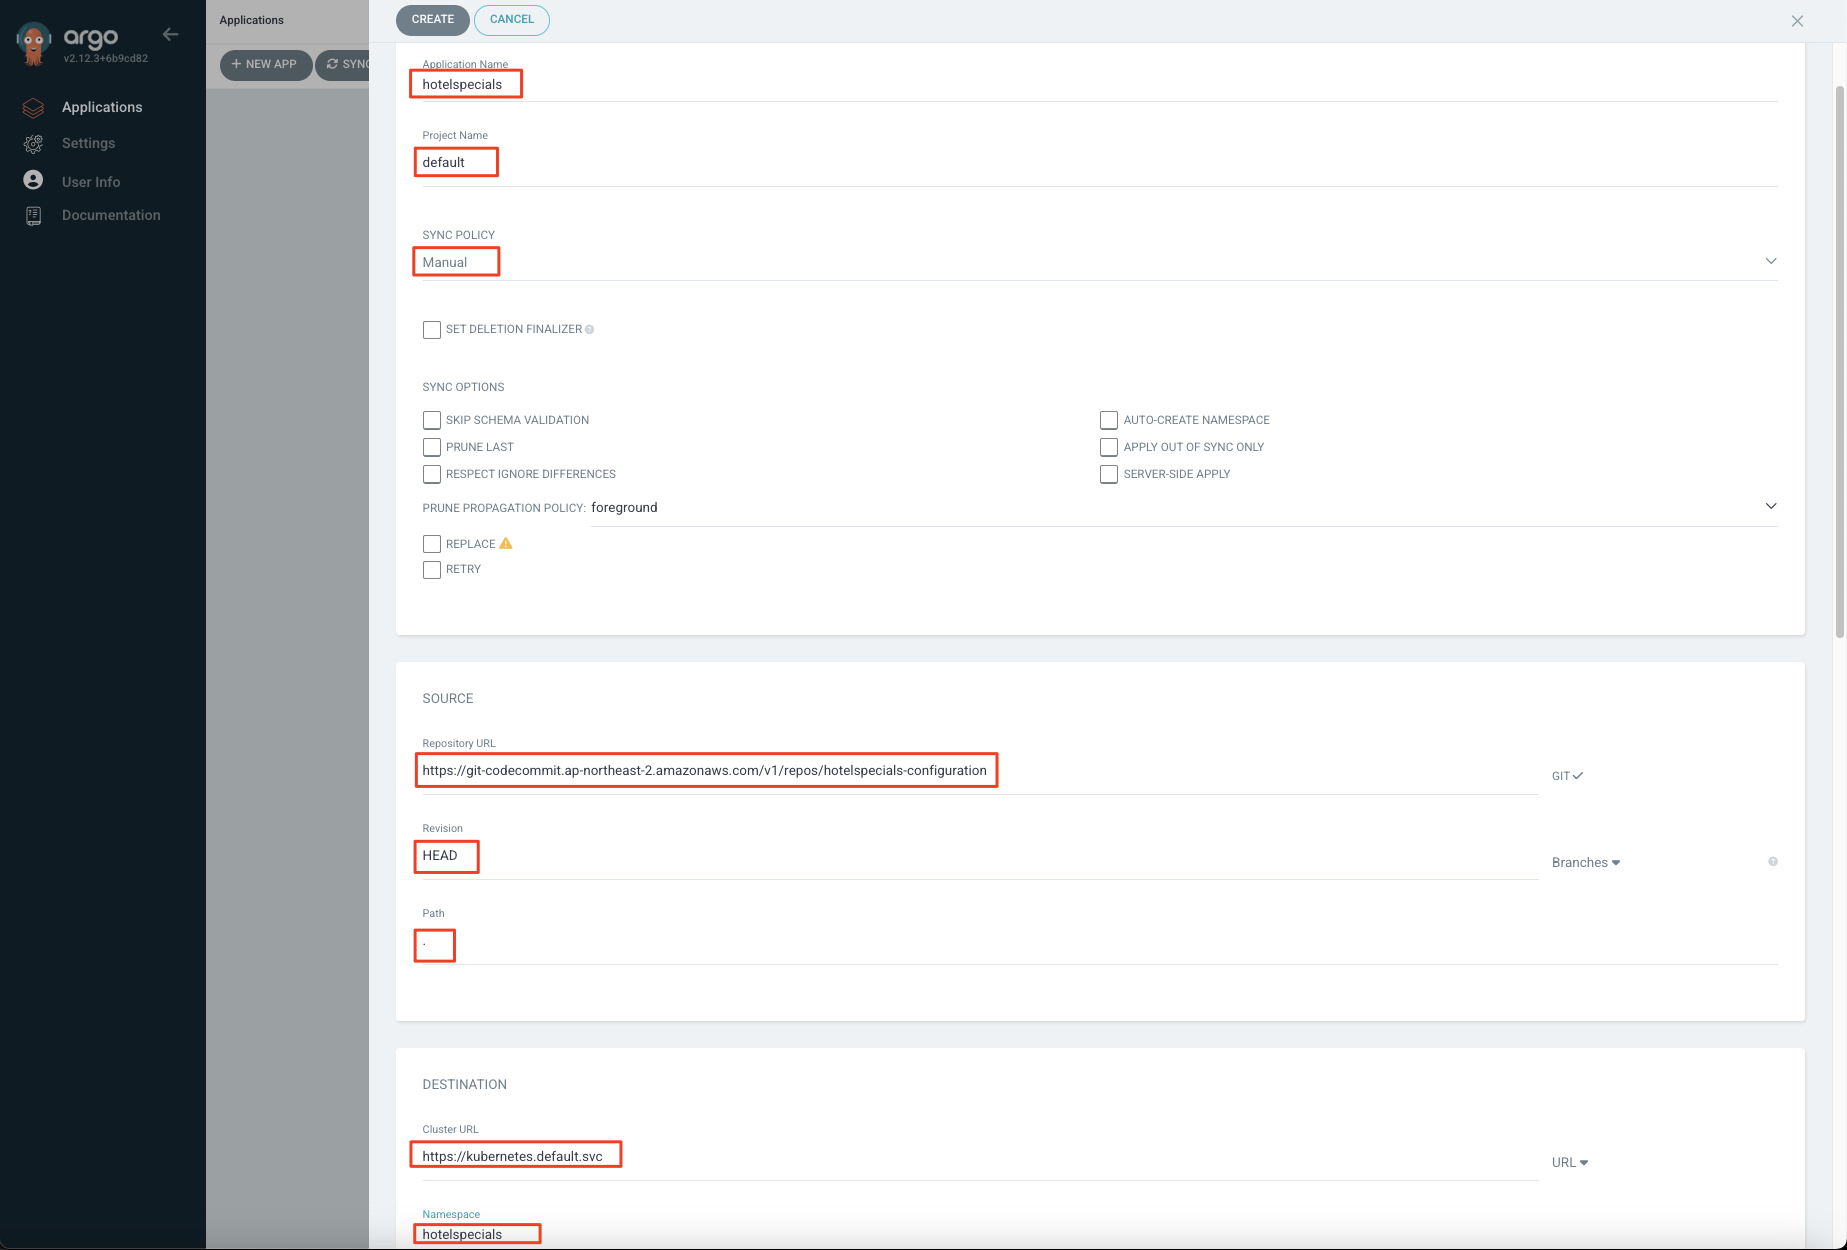 argo
v2.12.3+6b9cd82
Applications
Settings
User Info
Documentation
Applications
NEW APP
SYNC
CREATE
CANCEL
Application Name
hotelspecials
Project Name
default
SYNC POLICY
Manual
SET DELETION FINALIZER
SYNC OPTIONS
SKIP SCHEMA VALIDATION
AUTO-CREATE NAMESPACE
PRUNE LAST
APPLY OUT OF SYNC ONLY
RESPECT IGNORE DIFFERENCES
SERVER-SIDE APPLY
PRUNE PROPAGATION POLICY: foreground
REPLACE
RETRY
SOURCE
Repository URL
https://git-codecommit.ap-northeast-2.amazonaws.com/v1/repos/hotelspecials-configuration
GIT
Revision
HEAD
Branches
Path
.
DESTINATION
Cluster URL
https://kubernetes.default.svc
URL
Namespace
hotelspecials